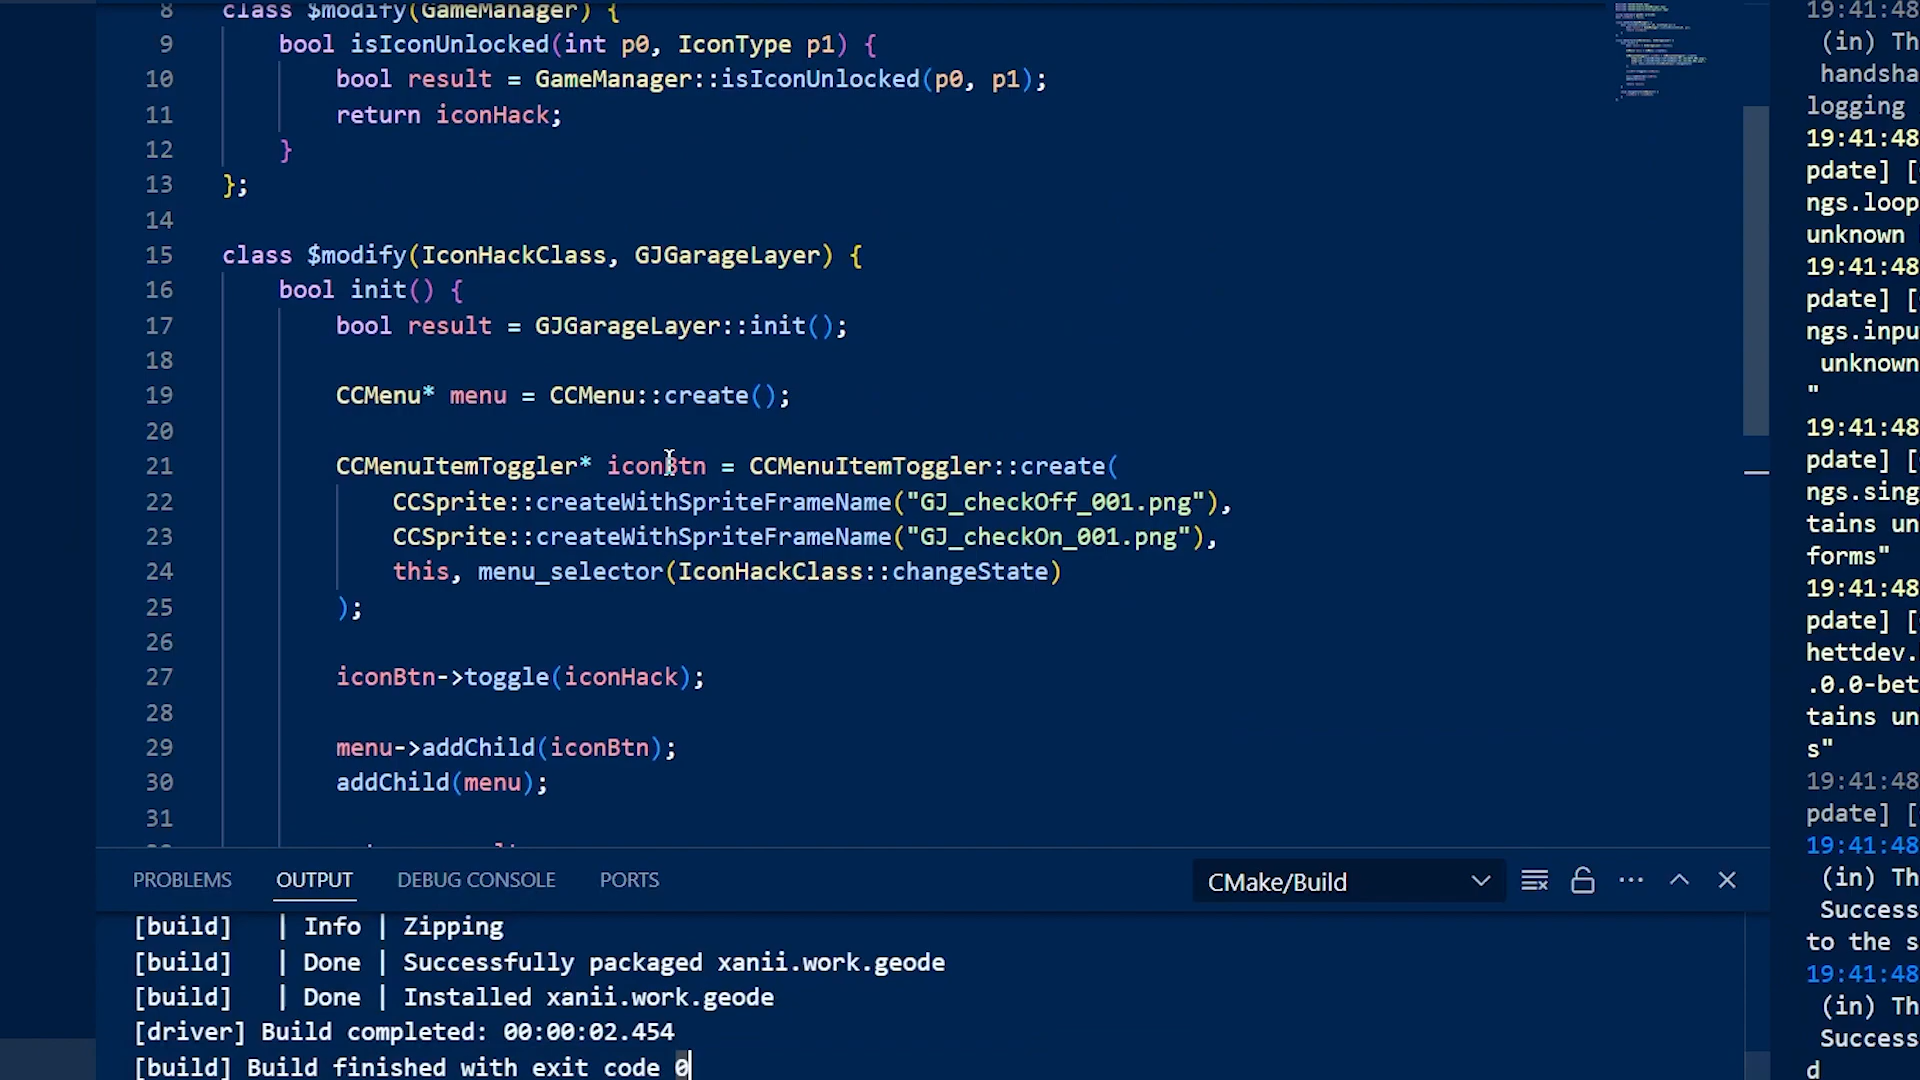 8 class $modify(GameManager) {
9 bool isIconUnlocked(int p0, IconType p1) {
10 bool result = GameManager::isIconUnlocked(p0, p1);
11 return iconHack;
12 }
13 };
14
15 class $modify(IconHackClass, GJGarageLayer) {
16 bool init() {
17 bool result = GJGarageLayer::init();
18
19 CCMenu* menu = CCMenu::create();
20
21 CCMenuItemToggler* iconBtn = CCMenuItemToggler::create(
22 CCSprite::createWithSpriteFrameName("GJ_checkOff_001.png"),
23 CCSprite::createWithSpriteFrameName("GJ_checkOn_001.png"),
24 this, menu_selector(IconHackClass::changeState)
25 );
26
27 iconBtn->toggle(iconHack);
28
29 menu->addChild(iconBtn);
30 addChild(menu);
31
PROBLEMS OUTPUT DEBUG CONSOLE PORTS CMake/Build
[build] | Info | Zipping
[build] | Done | Successfully packaged xanii.work.geode
[build] | Done | Installed xanii.work.geode
[driver] Build completed: 00:00:02.454
[build] Build finished with exit code 0
19:41:48
(in) Th
handsha
logging
19:41:48
pdate] [
ngs.loop
unknown
19:41:48
pdate] [
ngs.inpu
unknown
"
19:41:48
pdate] [
ngs.sing
tains un
forms"
19:41:48
pdate] [
hettdev.
.0.0-bet
tains un
s"
19:41:48
pdate] [
19:41:48
(in) Th
Success
to the s
19:41:48
(in) Th
Success
d